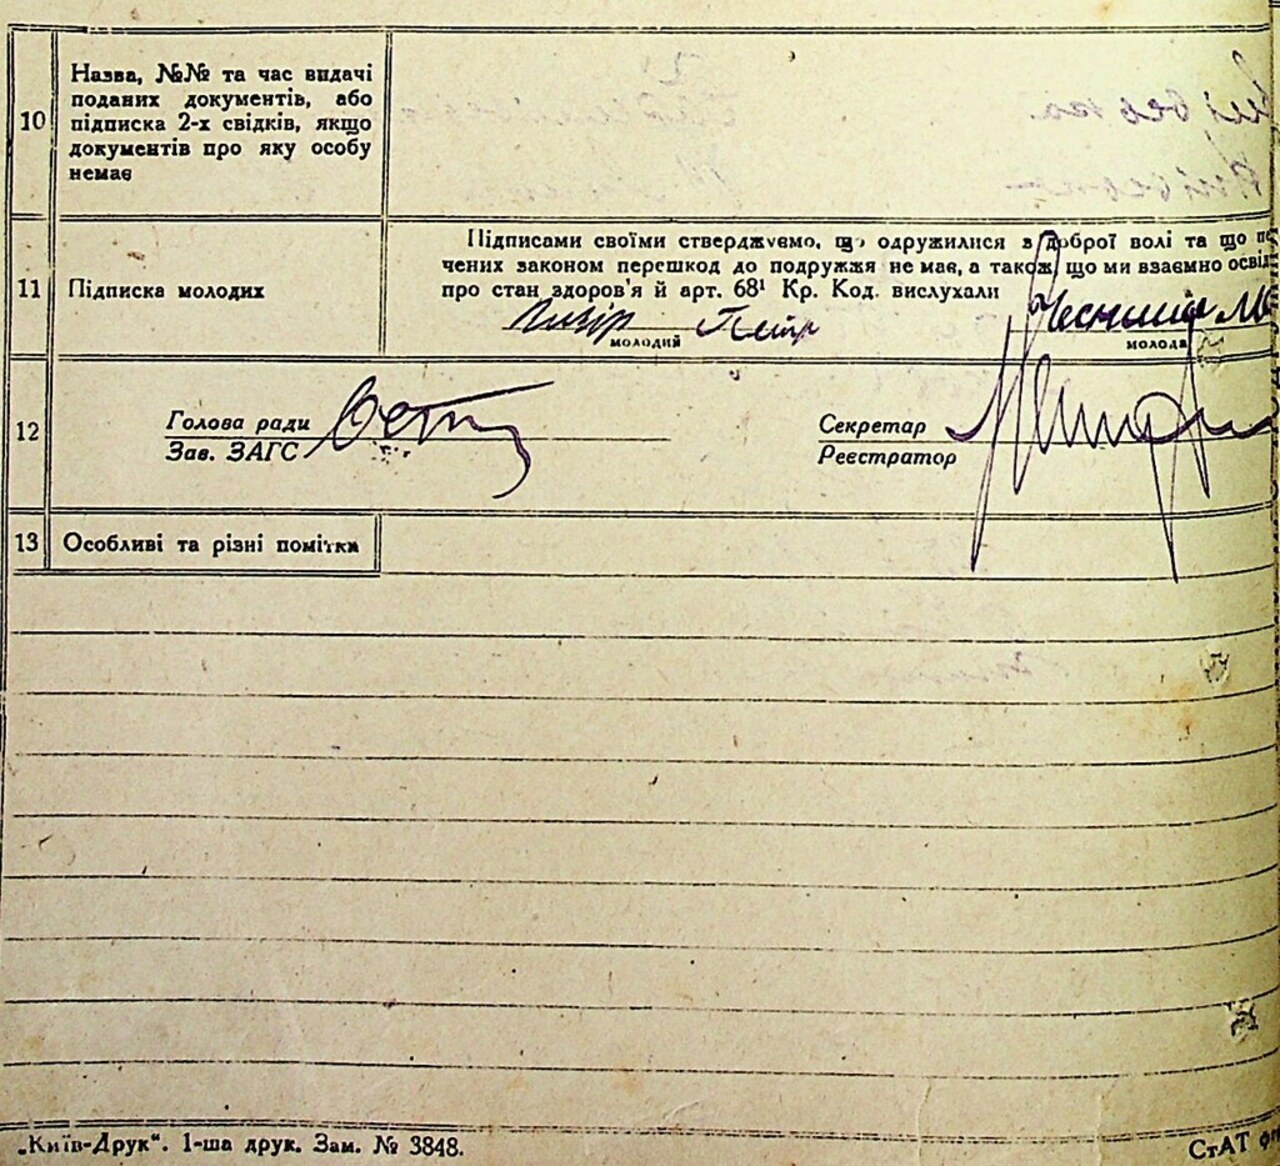 10
Назва, №№ та час видачі
поданих документів, або
підписка 2-х свідків, якщо
документів про яку особу
немає
11
Підписка молодих
Підписами своїми стверджуємо, що одружилися з доброї волі та що
чених законом перешкод до подружжя не має, а також, що ми взаємно освід
про стан здоров'я й арт. 68¹ Кр. Код. вислухали
Петр
молодий
молода
12
Голова ради
Зав. ЗАГС
Секретар
Реєстратор
13
Особливі та різні помітки
„Київ-Друк“. 1-ша друк. Зам. № 3848.
СтАТ